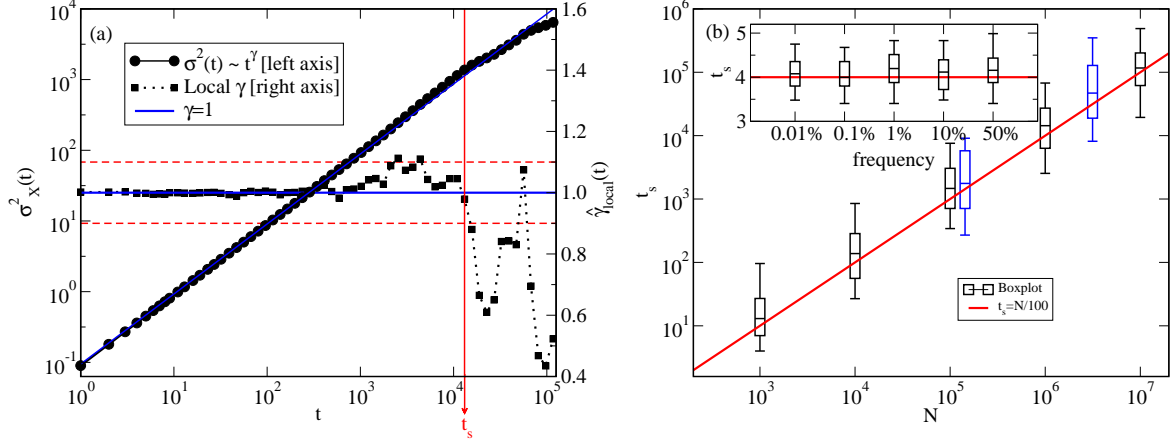 (a)
σ²(t) ~ t^γ [left axis]
Local γ [right axis]
γ=1
10^4
10^3
10^2
10^1
10^0
10^-1
σ²_X(t)
1.6
1.4
1.2
1.1
1.0
0.9
0.8
0.6
0.4
γ̂_local(t)
10^0 10^1 10^2 10^3 10^4 10^5
t
t_s
(b)
5
4
3
t_s
0.01% 0.1% 1% 10% 50%
frequency
10^6
10^5
10^4
10^3
10^2
10^1
t_s
Boxplot
t_s=N/100
10^3 10^4 10^5 10^6 10^7
N